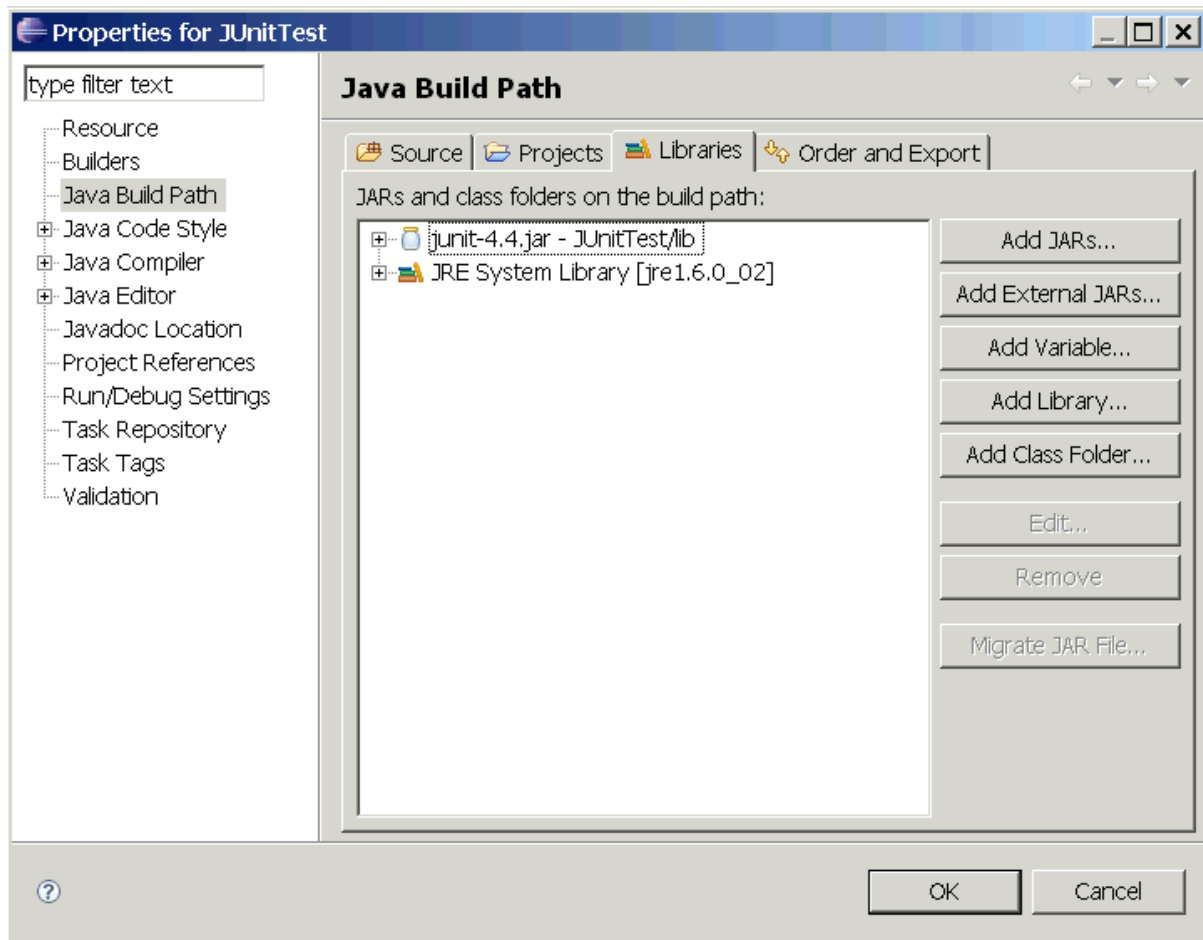 Properties for JUnitTest
type filter text
Resource
Builders
Java Build Path
Java Code Style
Java Compiler
Java Editor
Javadoc Location
Project References
Run/Debug Settings
Task Repository
Task Tags
Validation
Java Build Path
Source Projects Libraries Order and Export
JARs and class folders on the build path:
junit-4.4.jar - JUnitTest/lib
JRE System Library [jre1.6.0_02]
Add JARs...
Add External JARs...
Add Variable...
Add Library...
Add Class Folder...
Edit...
Remove
Migrate JAR File...
OK Cancel